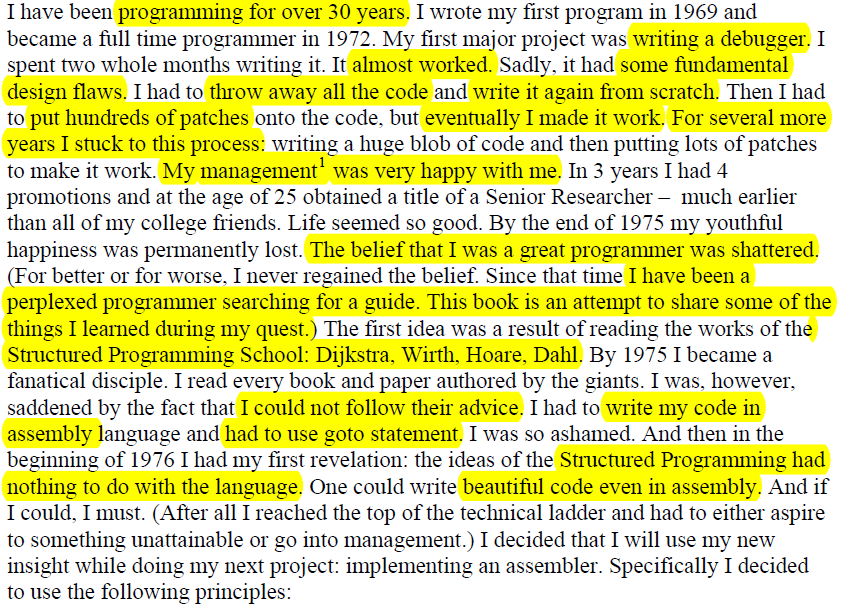 I have been programming for over 30 years. I wrote my first program in 1969 and
became a full time programmer in 1972. My first major project was writing a debugger. I
spent two whole months writing it. It almost worked. Sadly, it had some fundamental
design flaws. I had to throw away all the code and write it again from scratch. Then I had
to put hundreds of patches onto the code, but eventually I made it work. For several more
years I stuck to this process: writing a huge blob of code and then putting lots of patches
to make it work. My management1 was very happy with me. In 3 years I had 4
promotions and at the age of 25 obtained a title of a Senior Researcher – much earlier
than all of my college friends. Life seemed so good. By the end of 1975 my youthful
happiness was permanently lost. The belief that I was a great programmer was shattered.
(For better or for worse, I never regained the belief. Since that time I have been a
perplexed programmer searching for a guide. This book is an attempt to share some of the
things I learned during my quest.) The first idea was a result of reading the works of the
Structured Programming School: Dijkstra, Wirth, Hoare, Dahl. By 1975 I became a
fanatical disciple. I read every book and paper authored by the giants. I was, however,
saddened by the fact that I could not follow their advice. I had to write my code in
assembly language and had to use goto statement. I was so ashamed. And then in the
beginning of 1976 I had my first revelation: the ideas of the Structured Programming had
nothing to do with the language. One could write beautiful code even in assembly. And if
I could, I must. (After all I reached the top of the technical ladder and had to either aspire
to something unattainable or go into management.) I decided that I will use my new
insight while doing my next project: implementing an assembler. Specifically I decided
to use the following principles: